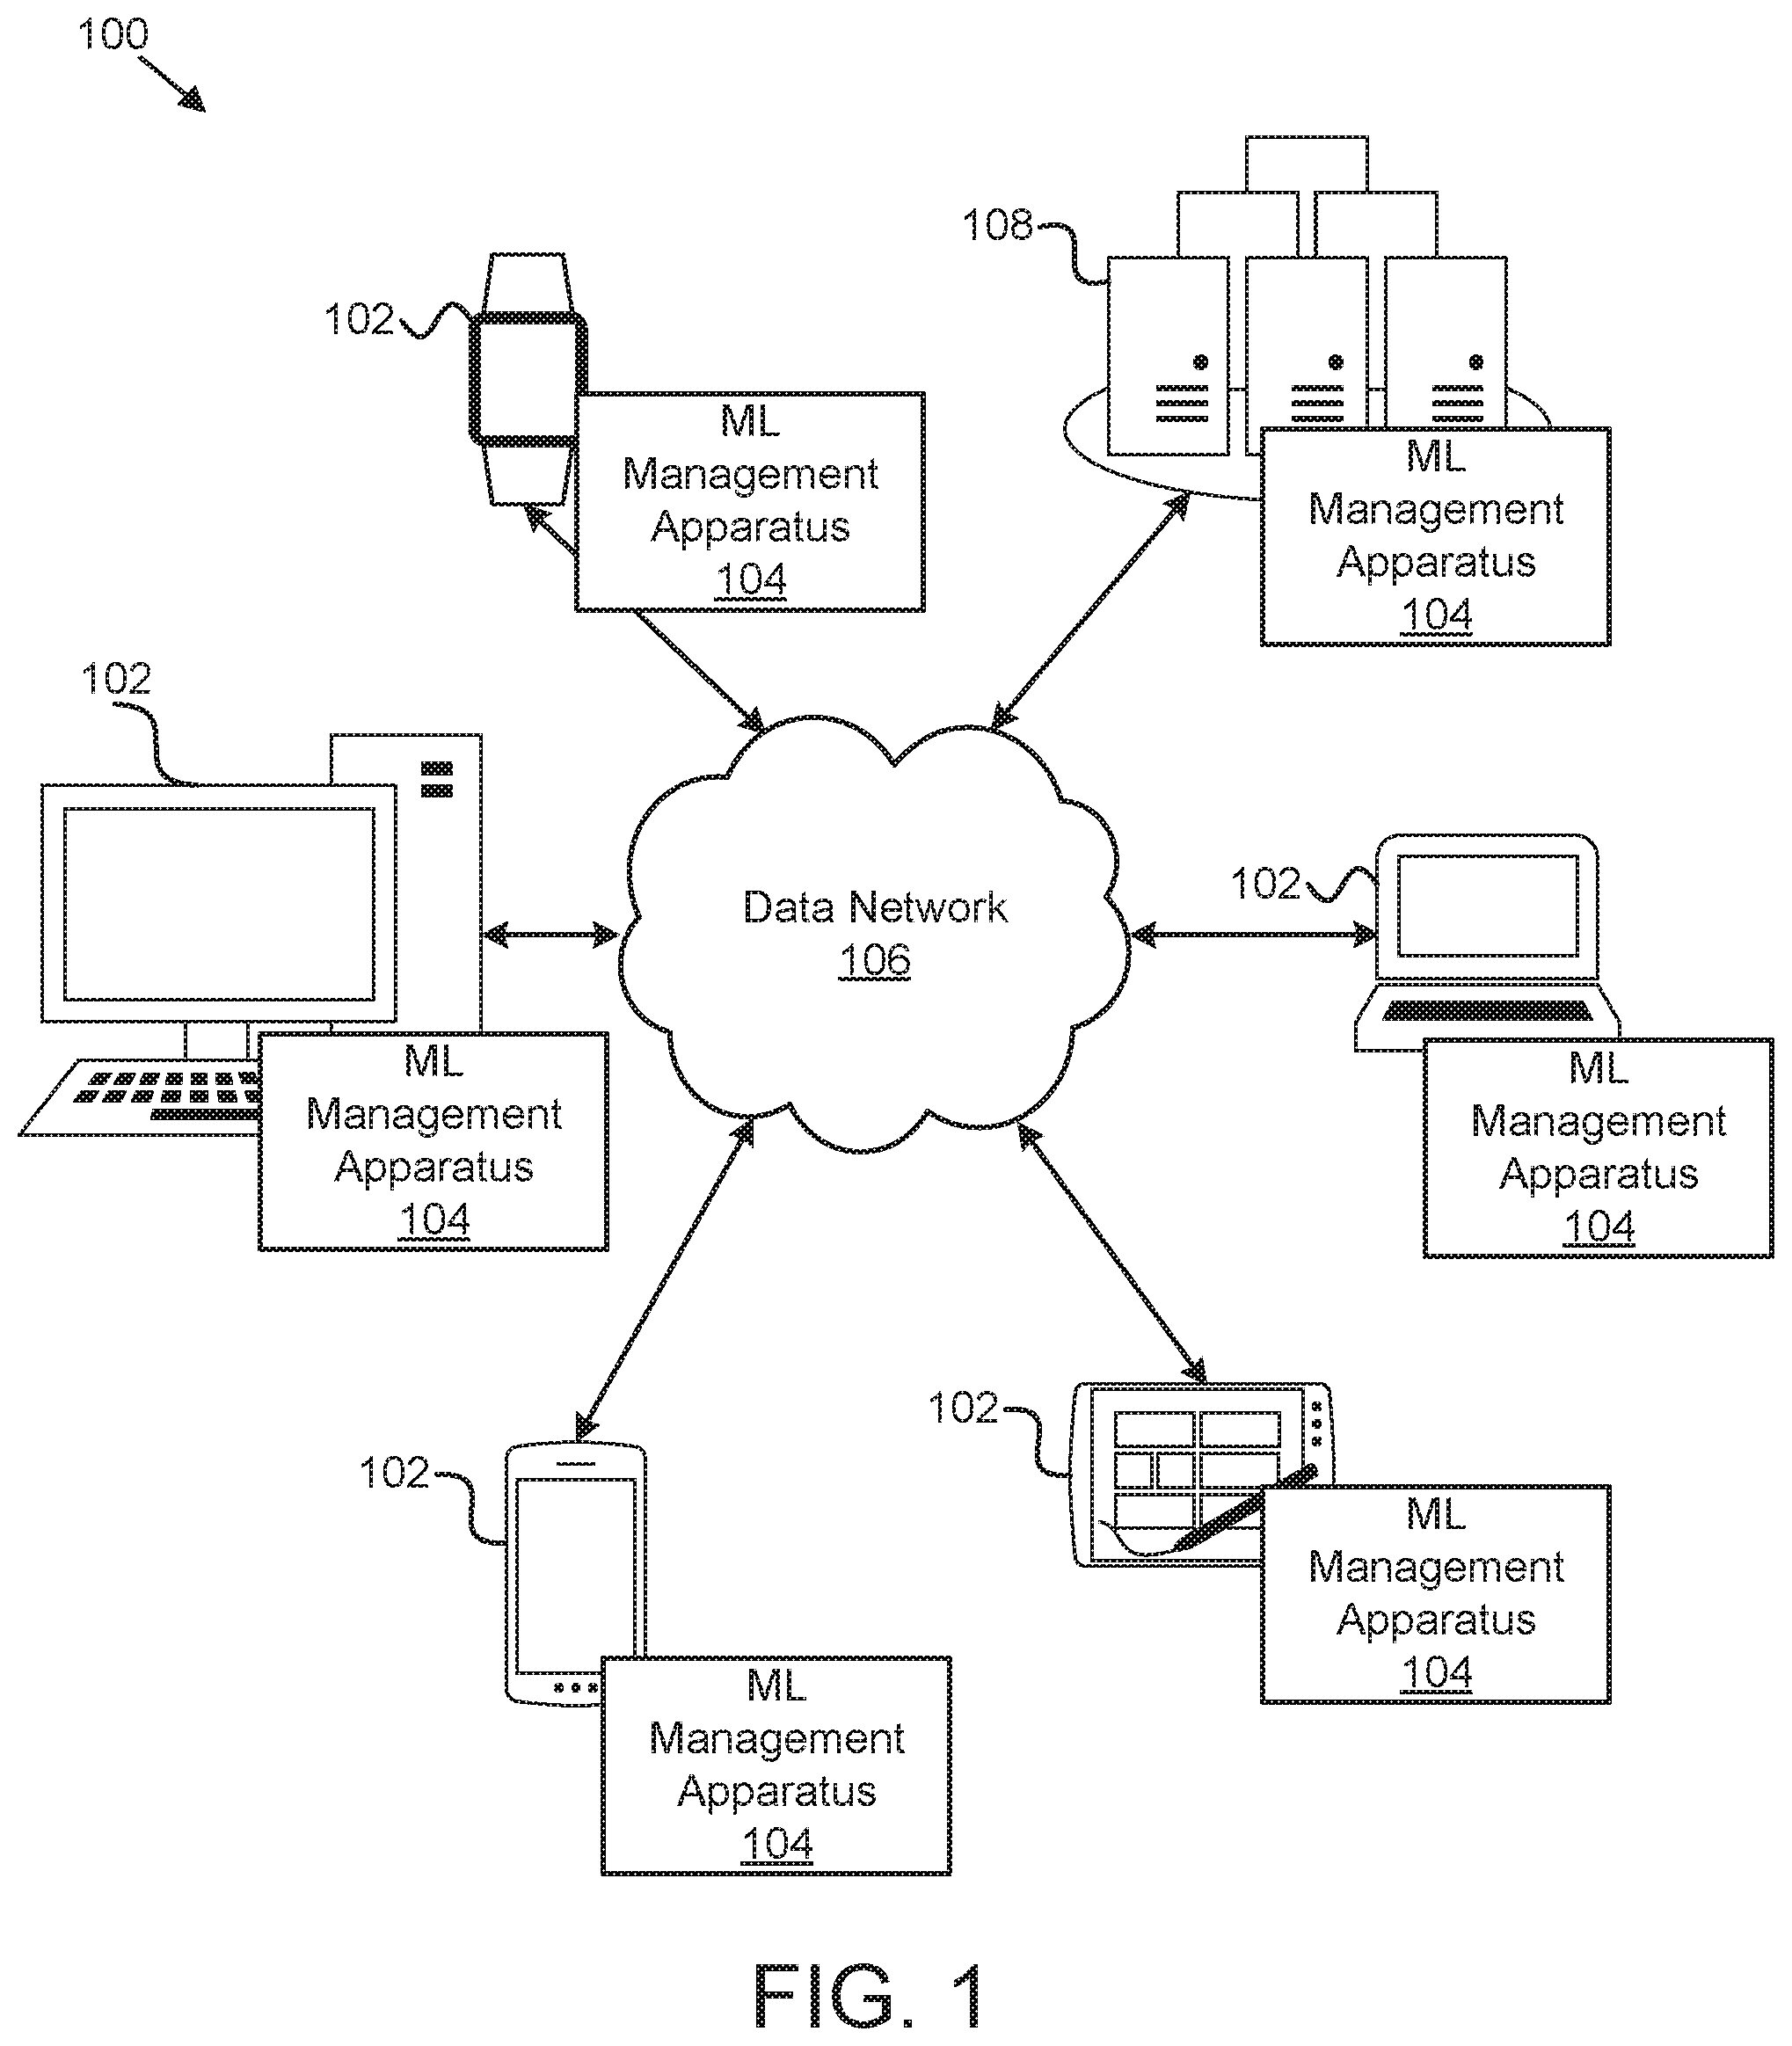 100
108
102
ML
Management
Apparatus
104
ML
Management
Apparatus
104
102
102
Data Network
106
ML
Management
Apparatus
104
ML
Management
Apparatus
104
102
102
ML
Management
Apparatus
104
ML
Management
Apparatus
104
FIG. 1